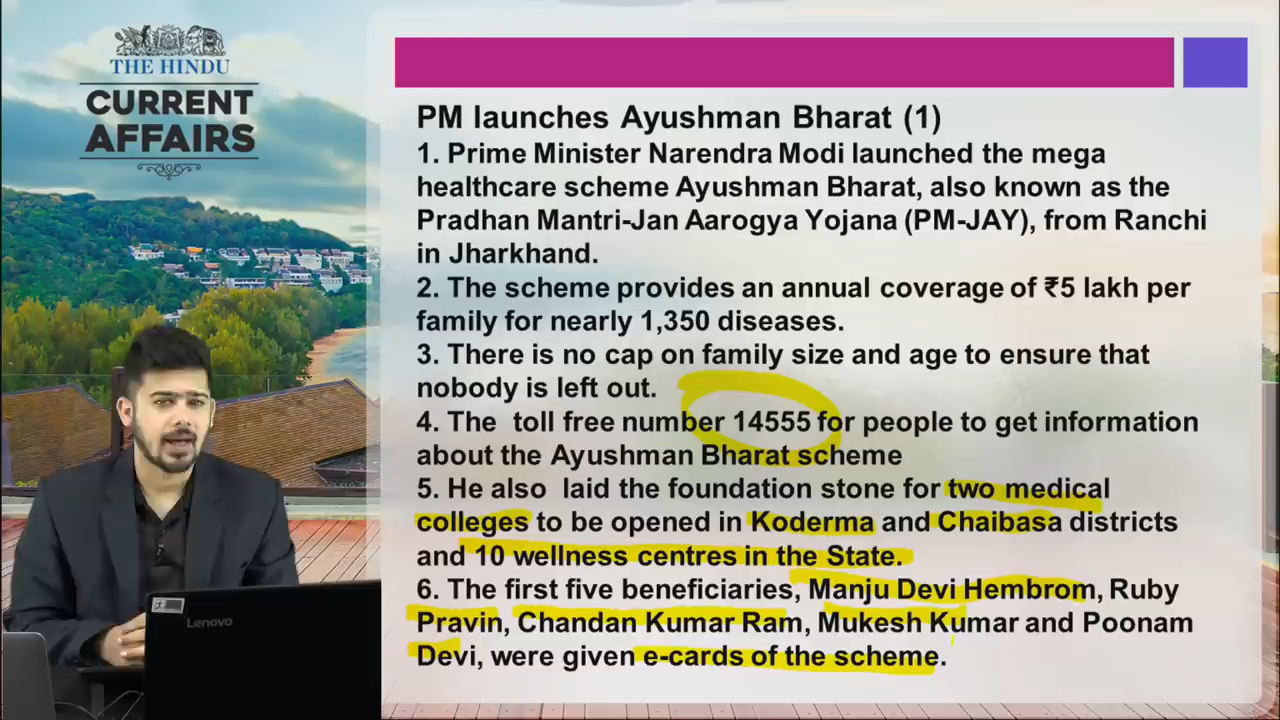 THE HINDU
CURRENT
AFFAIRS
PM launches Ayushman Bharat (1)
1. Prime Minister Narendra Modi launched the mega
healthcare scheme Ayushman Bharat, also known as the
Pradhan Mantri-Jan Aarogya Yojana (PM-JAY), from Ranchi
in Jharkhand.
2. The scheme provides an annual coverage of ₹5 lakh per
family for nearly 1,350 diseases.
3. There is no cap on family size and age to ensure that
nobody is left out.
4. The toll free number 14555 for people to get information
about the Ayushman Bharat scheme
5. He also laid the foundation stone for two medical
colleges to be opened in Koderma and Chaibasa districts
and 10 wellness centres in the State.
6. The first five beneficiaries, Manju Devi Hembrom, Ruby
Pravin, Chandan Kumar Ram, Mukesh Kumar and Poonam
Devi, were given e-cards of the scheme.
Lenovo